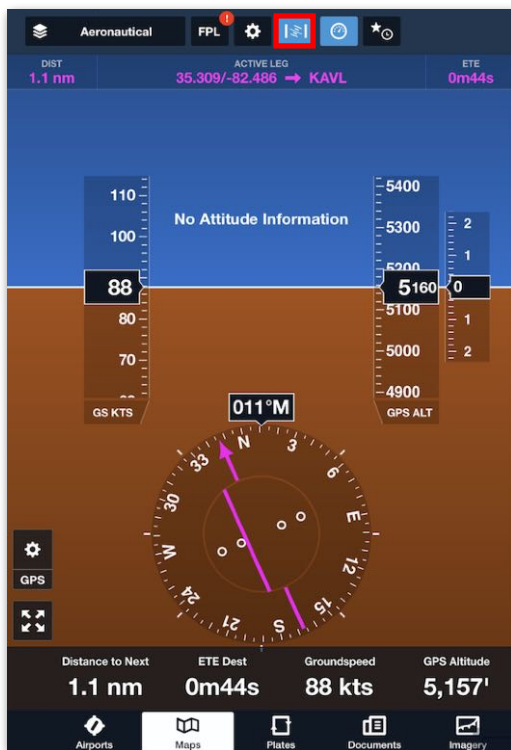 Aeronautical
FPL
!
DIST
1.1 nm
ACTIVE LEG
35.309/-82.486 ➔ KAVL
ETE
0m44s
No Attitude Information
110
100
88
80
70
60
GS KTS
5400
5300
5200
5160
5100
5000
4900
GPS ALT
2
1
0
1
2
011°M
N
3
6
E
12
15
S
21
24
W
30
33
GPS
Distance to Next
1.1 nm
ETE Dest
0m44s
Groundspeed
88 kts
GPS Altitude
5,157'
Airports
Maps
Plates
Documents
Imagery